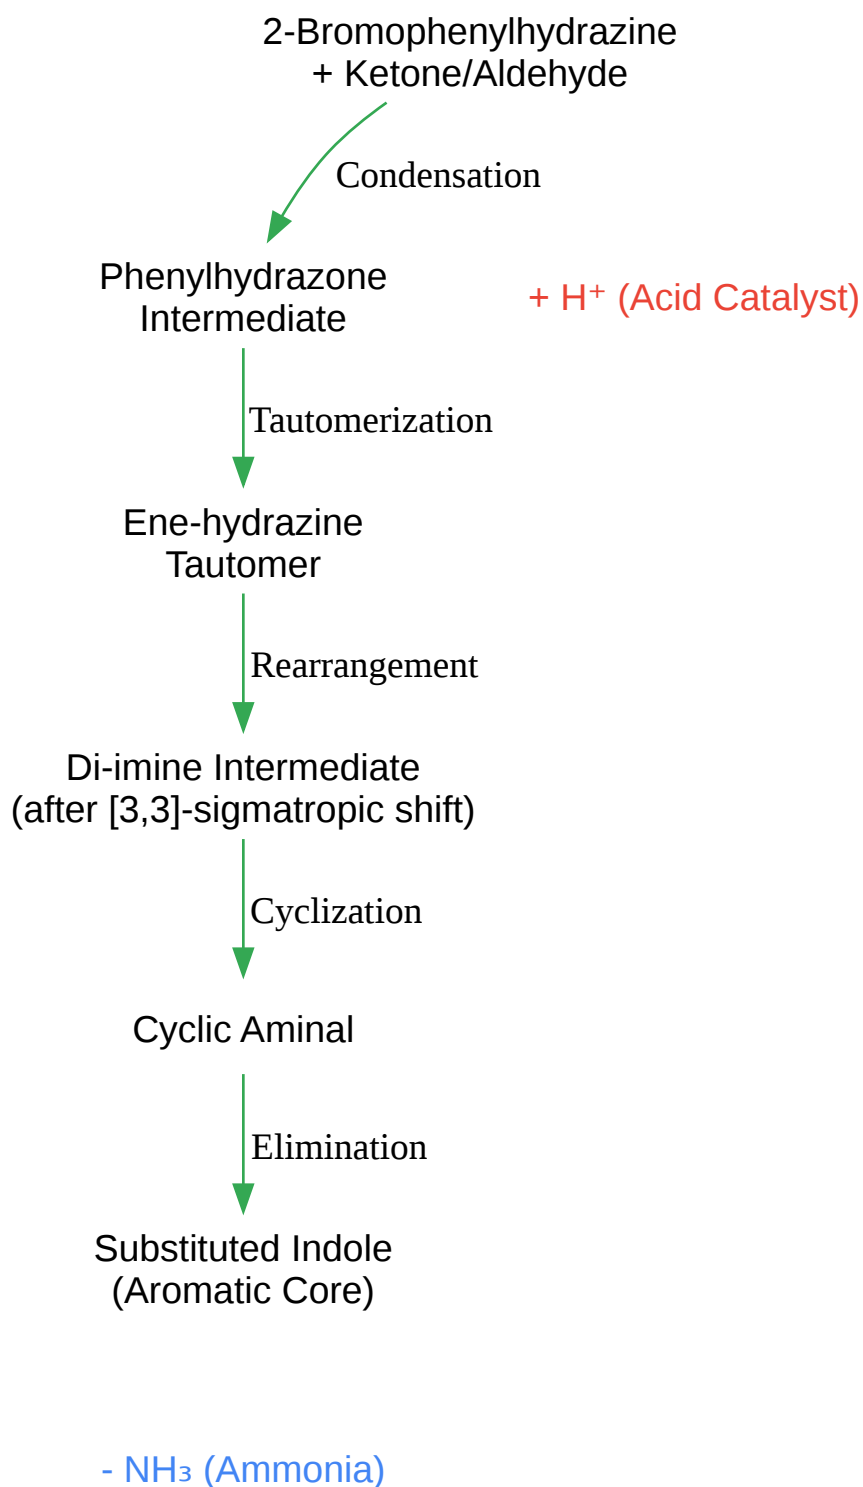 2-Bromophenylhydrazine
+ Ketone/Aldehyde
Condensation
Phenylhydrazone
Intermediate
+ H⁺ (Acid Catalyst)
Tautomerization
Ene-hydrazine
Tautomer
Rearrangement
Di-imine Intermediate
(after [3,3]-sigmatropic shift)
Cyclization
Cyclic Aminal
Elimination
Substituted Indole
(Aromatic Core)
- NH₃ (Ammonia)